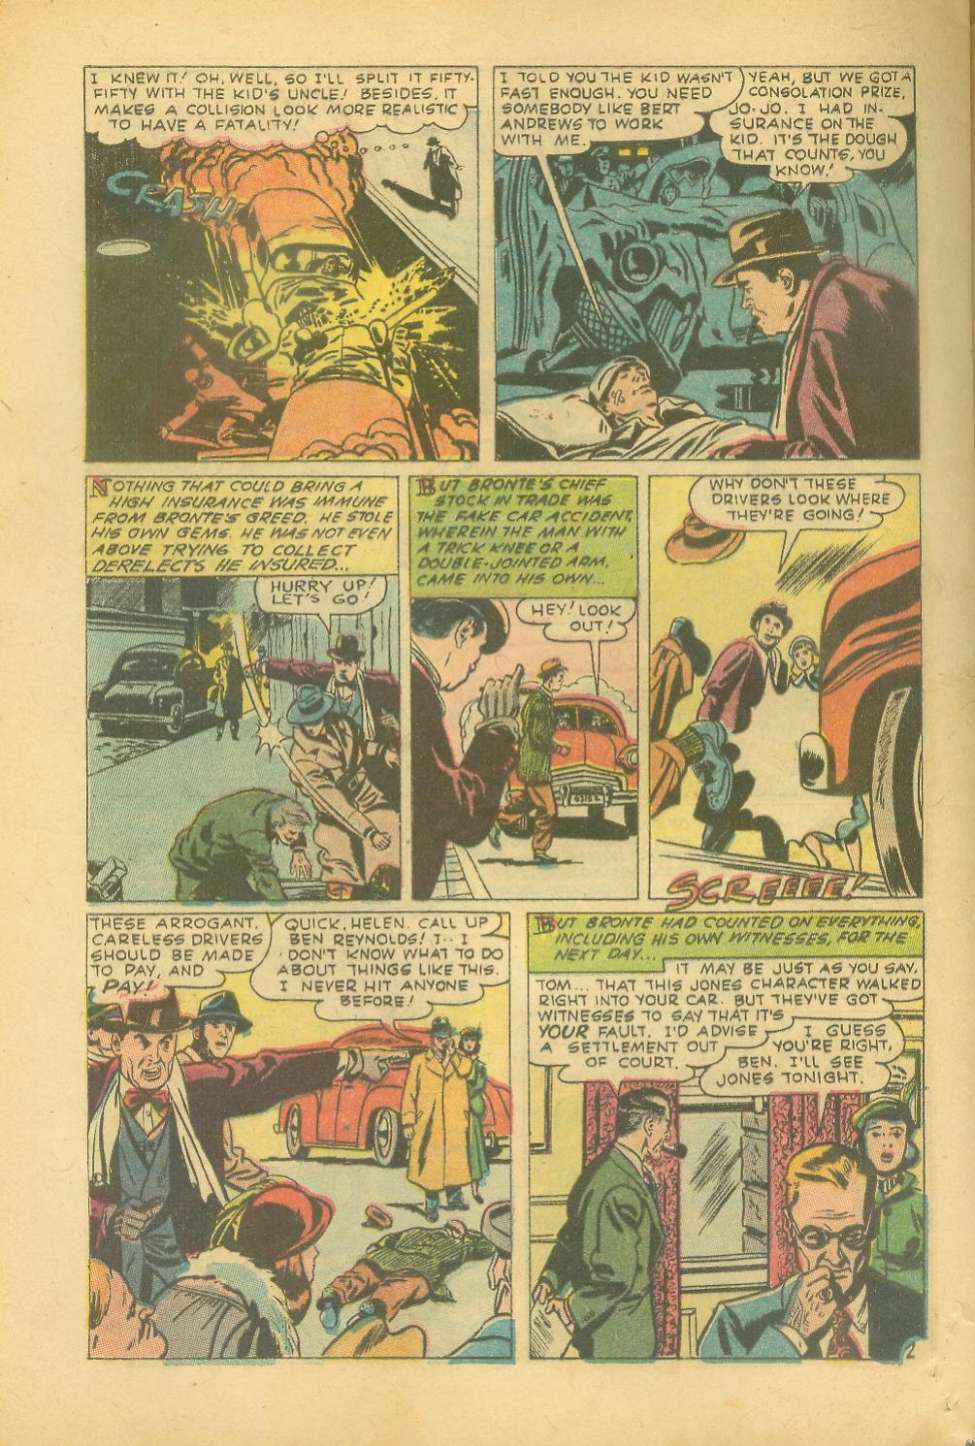 I KNEW IT! OH, WELL, SO I'LL SPLIT IT FIFTY-
FIFTY WITH THE KID'S UNCLE! BESIDES, IT
MAKES A COLLISION LOOK MORE REALISTIC
TO HAVE A FATALITY!
CRASH!
I TOLD YOU THE KID WASN'T
FAST ENOUGH. YOU NEED
SOMEBODY LIKE BERT
ANDREWS TO WORK
WITH ME.
YEAH, BUT WE GOT A
CONSOLATION PRIZE,
JO-JO. I HAD IN-
SURANCE ON THE
KID. IT'S THE DOUGH
THAT COUNTS, YOU
KNOW!
NOTHING THAT COULD BRING A
HIGH INSURANCE WAS IMMUNE
FROM BRONTE'S GREED. HE STOLE
HIS OWN GEMS. HE WAS NOT EVEN
ABOVE TRYING TO COLLECT
DERELECTS HE INSURED...
HURRY UP!
LET'S GO!
BUT BRONTE'S CHIEF
STOCK IN TRADE WAS
THE FAKE CAR ACCIDENT,
WHEREIN THE MAN WITH
A TRICK KNEE OR A
DOUBLE-JOINTED ARM,
CAME INTO HIS OWN...
HEY! LOOK
OUT!
WHY DON'T THESE
DRIVERS LOOK WHERE
THEY'RE GOING!
SCREEEE!
THESE ARROGANT,
CARELESS DRIVERS
SHOULD BE MADE
TO PAY, AND
PAY!
QUICK, HELEN. CALL UP
BEN REYNOLDS! I-- I
DON'T KNOW WHAT TO DO
ABOUT THINGS LIKE THIS.
I NEVER HIT ANYONE
BEFORE!
BUT BRONTE HAD COUNTED ON EVERYTHING,
INCLUDING HIS OWN WITNESSES, FOR THE
NEXT DAY...
IT MAY BE JUST AS YOU SAY,
TOM... THAT THIS JONES CHARACTER WALKED
RIGHT INTO YOUR CAR. BUT THEY'VE GOT
WITNESSES TO SAY THAT IT'S
YOUR FAULT. I'D ADVISE
A SETTLEMENT OUT
OF COURT.
I GUESS
YOU'RE RIGHT,
BEN. I'LL SEE
JONES TONIGHT.
2